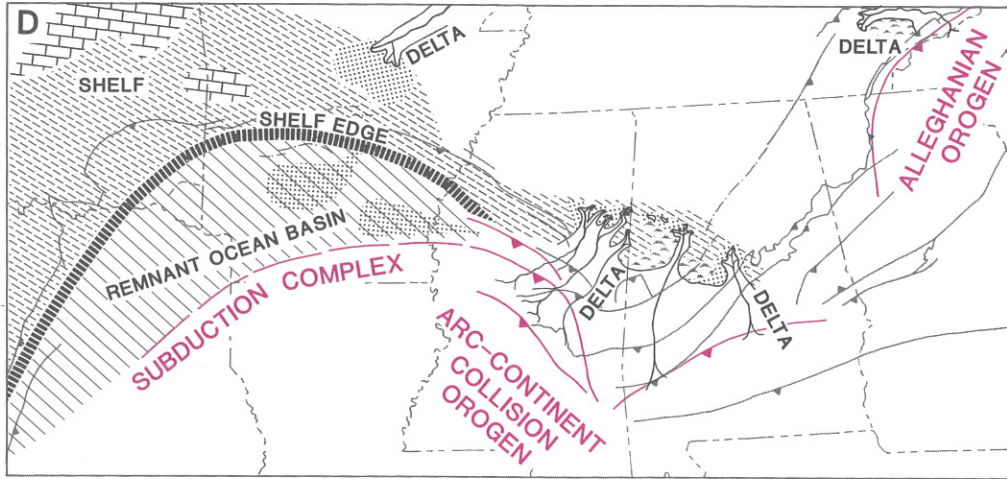 D
DELTA
DELTA
SHELF
SHELF EDGE
ALLEGHANIAN
OROGEN
REMNANT OCEAN BASIN
SUBDUCTION COMPLEX
DELTA
DELTA
ARC–CONTINENT
COLLISION
OROGEN